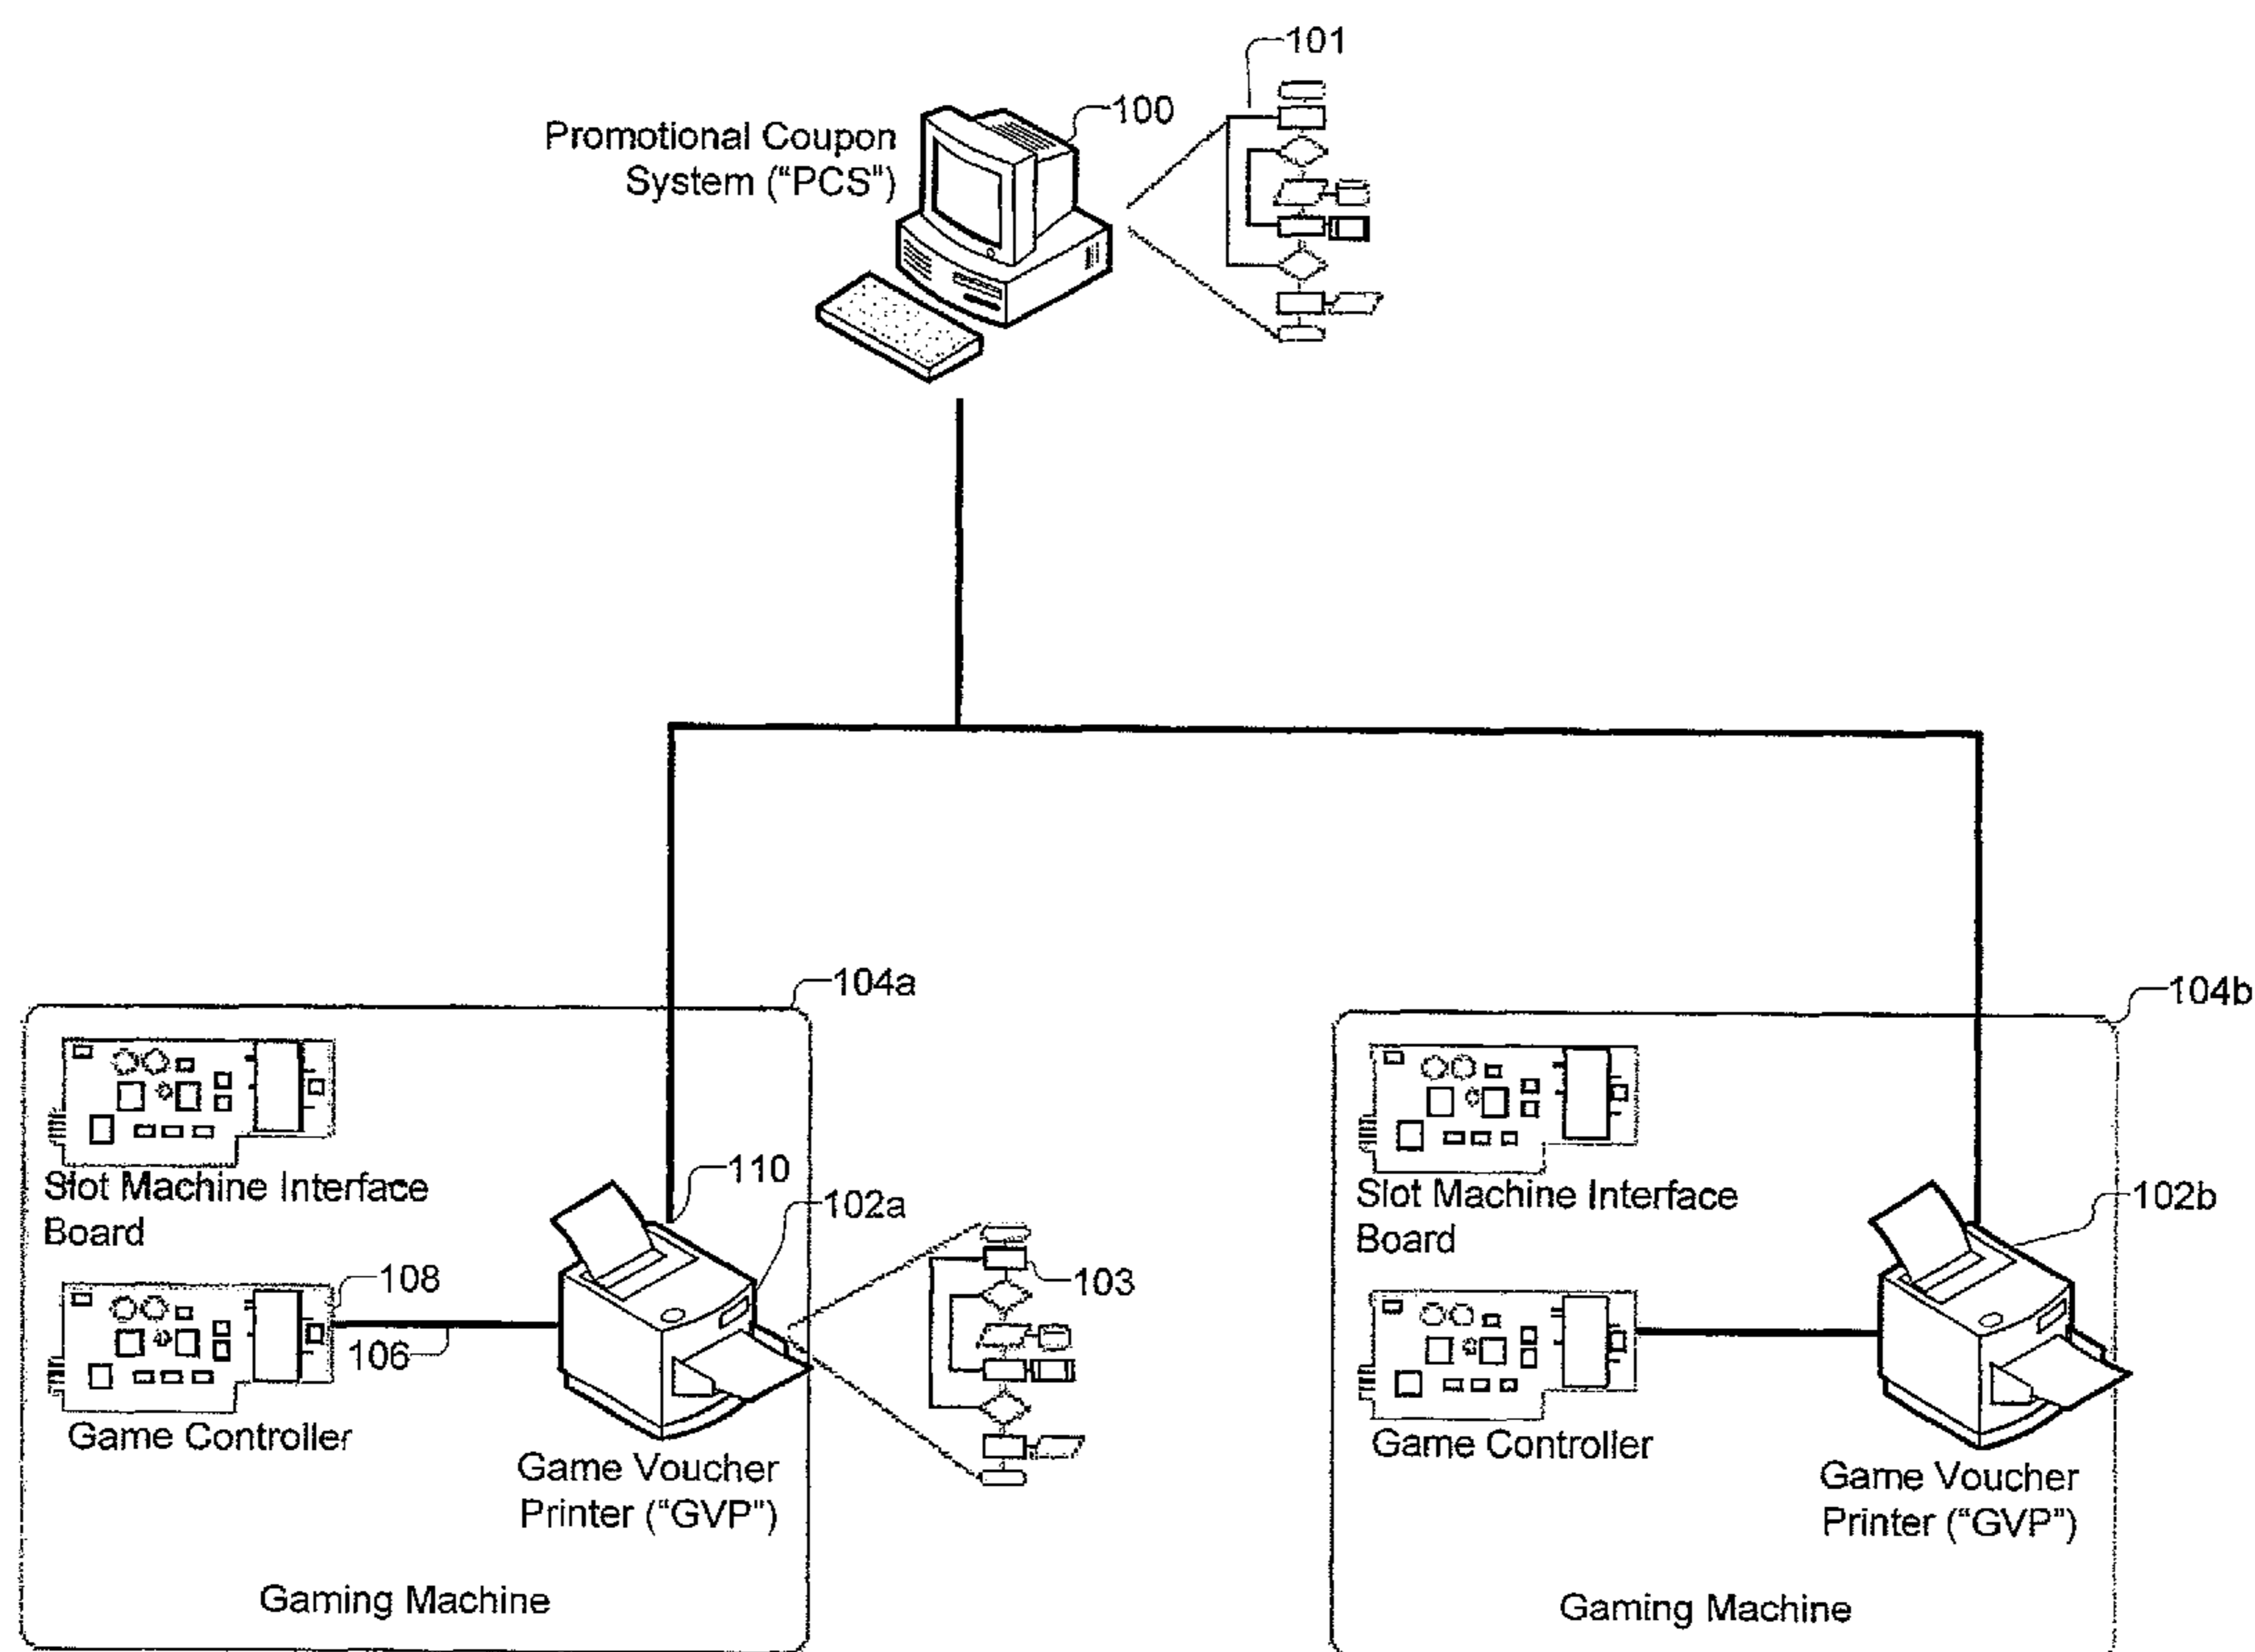 101
100
Promotional Coupon
System ("PCS")
104a
104b
Slot Machine Interface
Board
110
102a
Slot Machine Interface
Board
102b
108
103
106
Game Controller
Game Voucher
Printer ("GVP")
Game Controller
Game Voucher
Printer ("GVP")
Gaming Machine
Gaming Machine